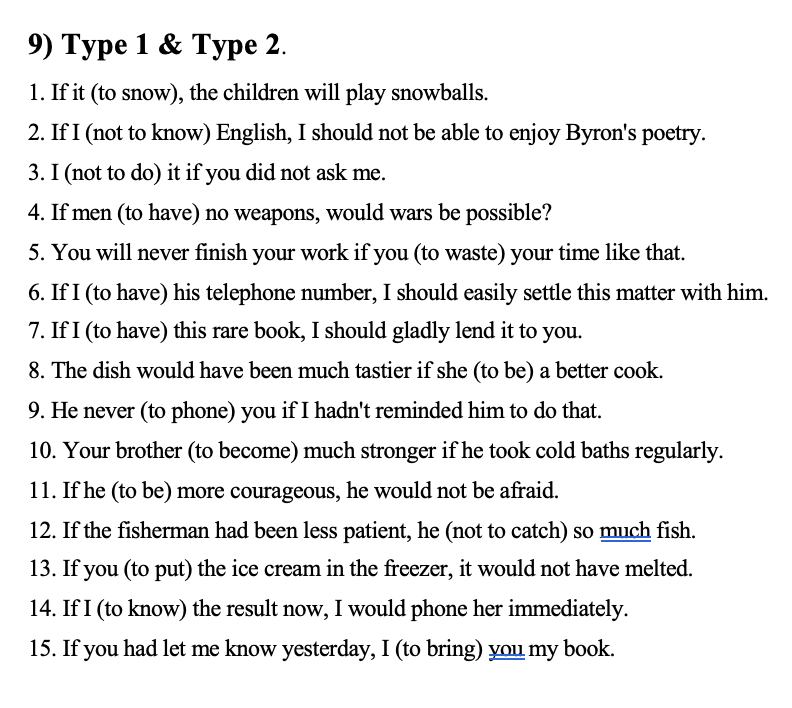 9) Type 1 & Type 2.
1. If it (to snow), the children will play snowballs.
2. If I (not to know) English, I should not be able to enjoy Byron's poetry.
3. I (not to do) it if you did not ask me.
4. If men (to have) no weapons, would wars be possible?
5. You will never finish your work if you (to waste) your time like that.
6. If I (to have) his telephone number, I should easily settle this matter with him.
7. If I (to have) this rare book, I should gladly lend it to you.
8. The dish would have been much tastier if she (to be) a better cook.
9. He never (to phone) you if I hadn't reminded him to do that.
10. Your brother (to become) much stronger if he took cold baths regularly.
11. If he (to be) more courageous, he would not be afraid.
12. If the fisherman had been less patient, he (not to catch) so much fish.
13. If you (to put) the ice cream in the freezer, it would not have melted.
14. If I (to know) the result now, I would phone her immediately.
15. If you had let me know yesterday, I (to bring) you my book.